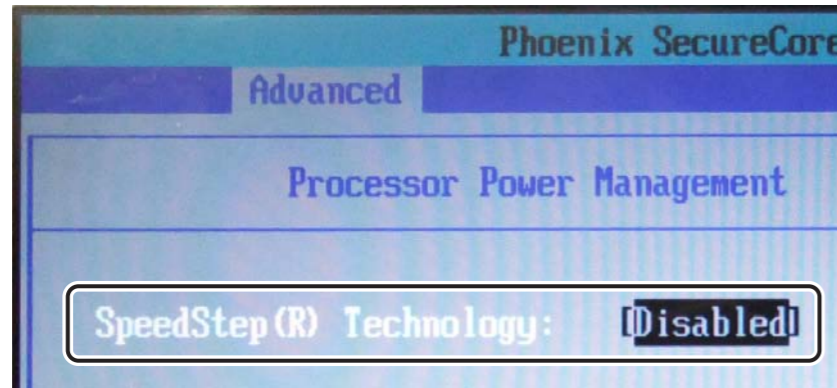 Phoenix SecureCore
Advanced
Processor Power Management
SpeedStep(R) Technology: [Disabled]